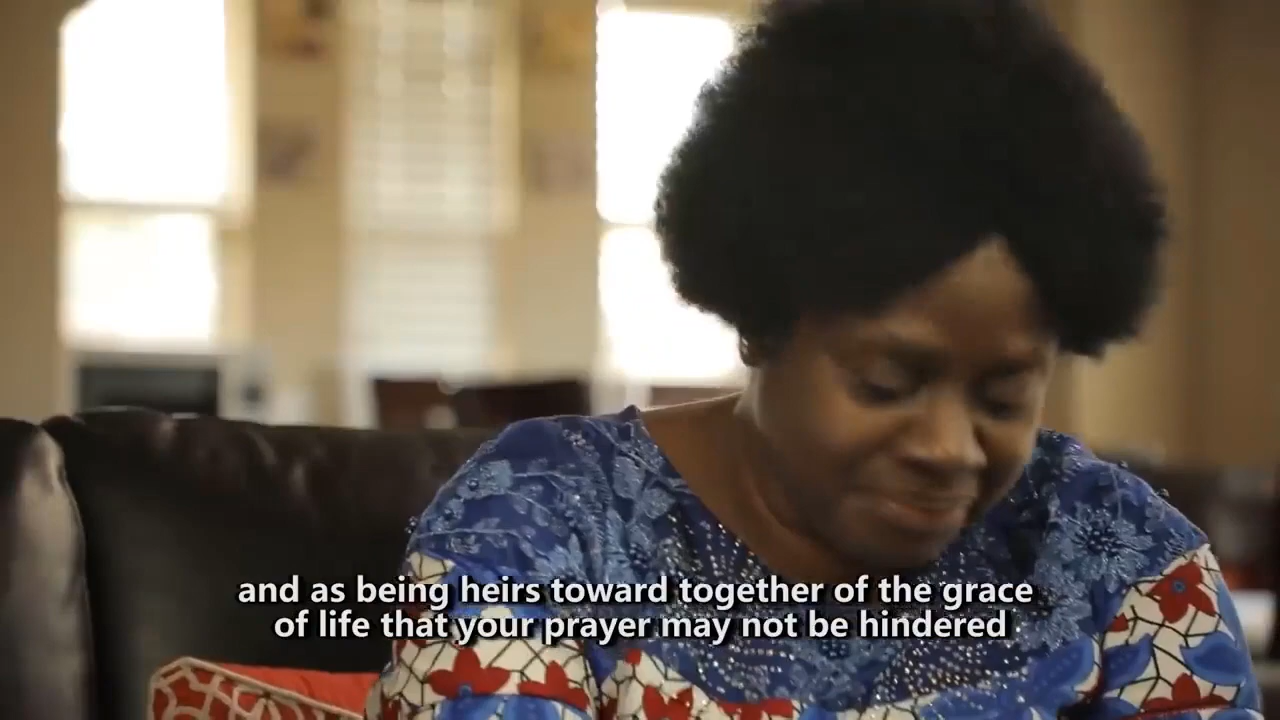 and as being heirs toward together of the grace
of life that your prayer may not be hindered